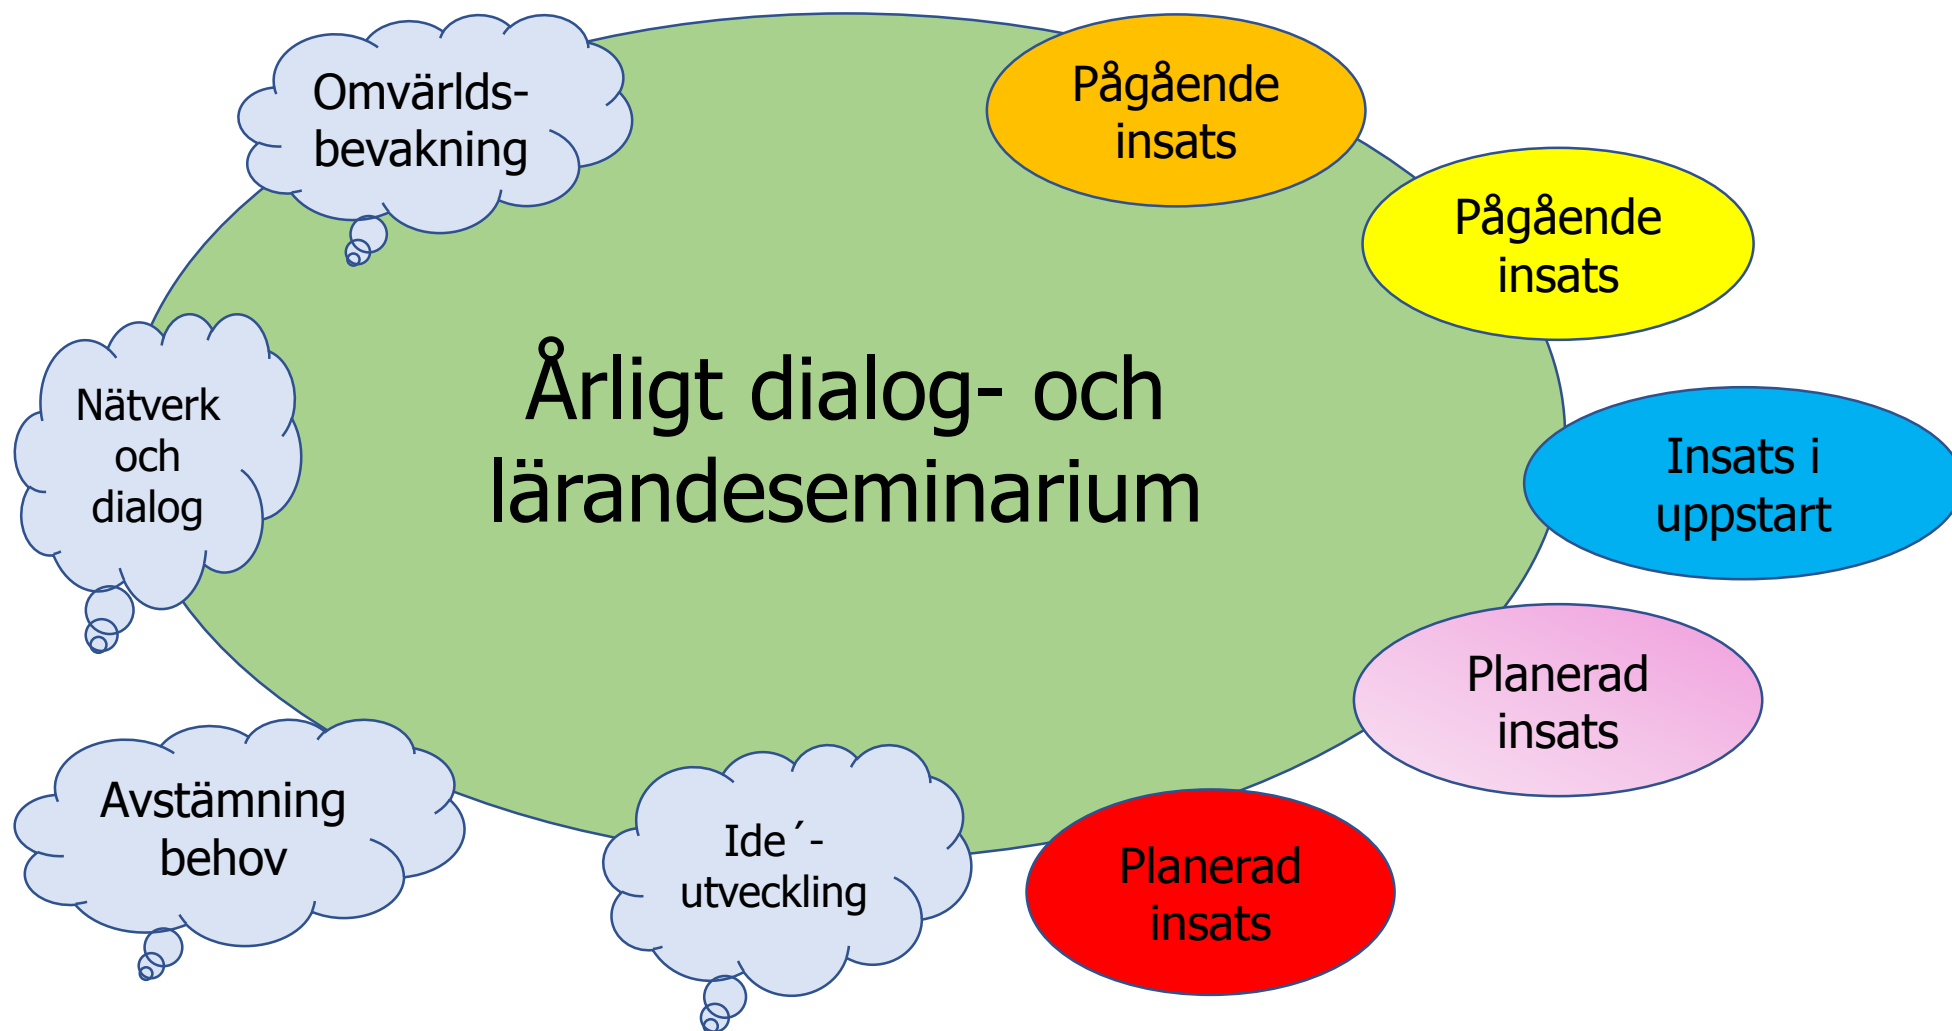 Omvärlds-
bevakning
Pågående
insats
Pågående
insats
Årligt dialog- och
lärandeseminarium
Nätverk
och
dialog
Insats i
uppstart
Planerad
insats
Avstämning
behov
Ide´-
utveckling
Planerad
insats